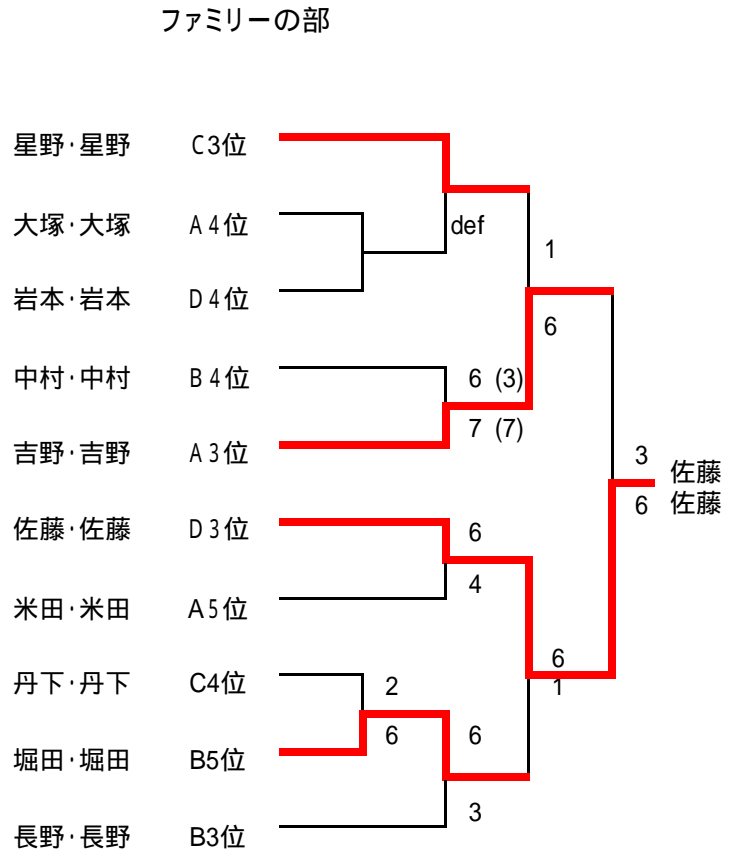 ファミリーの部
星野・星野 C3位
大塚・大塚 A4位
def
1
岩本・岩本 D4位
6
中村・中村 B4位
6 (3)
7 (7)
吉野・吉野 A3位
3 佐藤
6 佐藤
佐藤・佐藤 D3位
6
4
米田・米田 A5位
6
1
丹下・丹下 C4位
2
6
6
堀田・堀田 B5位
3
長野・長野 B3位